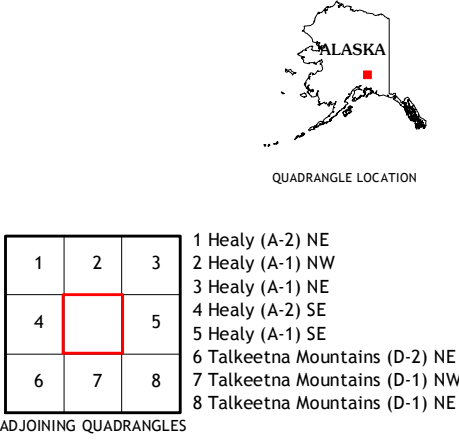 ALASKA
QUADRANGLE LOCATION
1 2 3
4 5
6 7 8
ADJOINING QUADRANGLES
1 Healy (A-2) NE
2 Healy (A-1) NW
3 Healy (A-1) NE
4 Healy (A-2) SE
5 Healy (A-1) SE
6 Talkeetna Mountains (D-2) NE
7 Talkeetna Mountains (D-1) NW
8 Talkeetna Mountains (D-1) NE